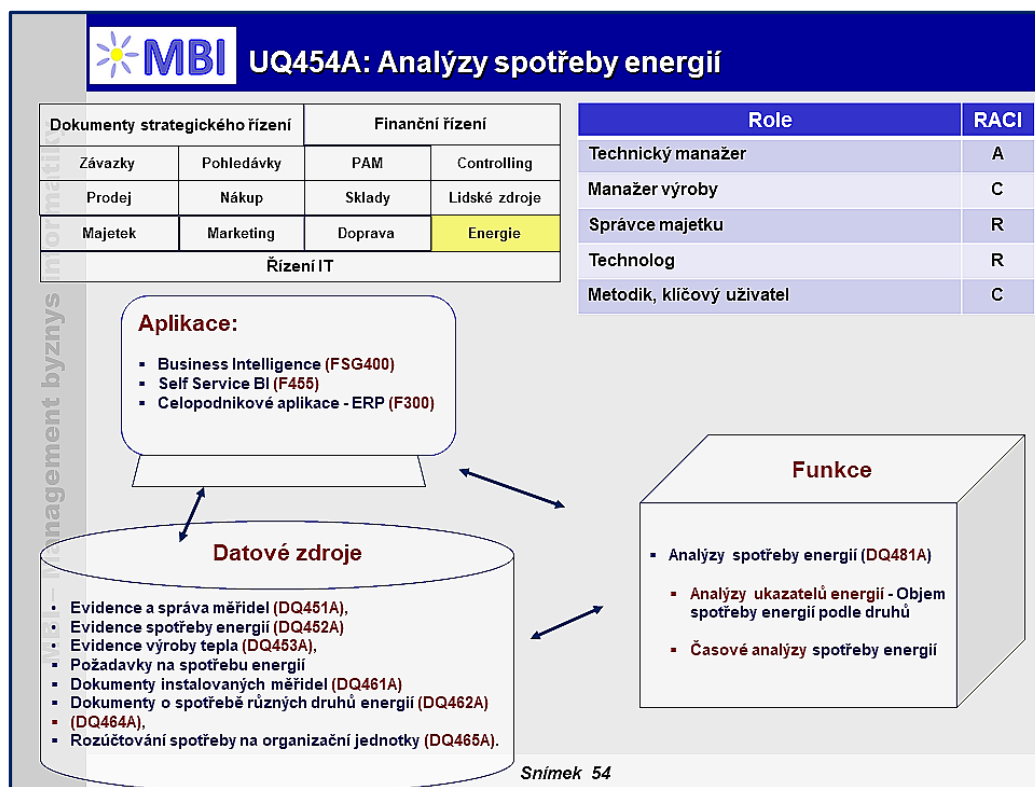 MBI
UQ454A: Analýzy spotřeby energií
Dokumenty strategického řízení
Finanční řízení
Závazky
Pohledávky
PAM
Controlling
Prodej
Nákup
Sklady
Lidské zdroje
Majetek
Marketing
Doprava
Energie
Řízení IT
Role
RACI
Technický manažer
A
Manažer výroby
C
Správce majetku
R
Technolog
R
Metodik, klíčový uživatel
C
MBI – Management byznys informatiky
Aplikace:
▪ Business Intelligence (FSG400)
▪ Self Service BI (F455)
▪ Celopodnikové aplikace - ERP (F300)
Datové zdroje
• Evidence a správa měřidel (DQ451A),
• Evidence spotřeby energií (DQ452A)
▪ Evidence výroby tepla (DQ453A),
▪ Požadavky na spotřebu energií
▪ Dokumenty instalovaných měřidel (DQ461A)
▪ Dokumenty o spotřebě různých druhů energií (DQ462A)
▪ (DQ464A),
▪ Rozúčtování spotřeby na organizační jednotky (DQ465A).
Funkce
▪ Analýzy spotřeby energií (DQ481A)
▪ Analýzy ukazatelů energií - Objem
spotřeby energií podle druhů
▪ Časové analýzy spotřeby energií
Snímek 54